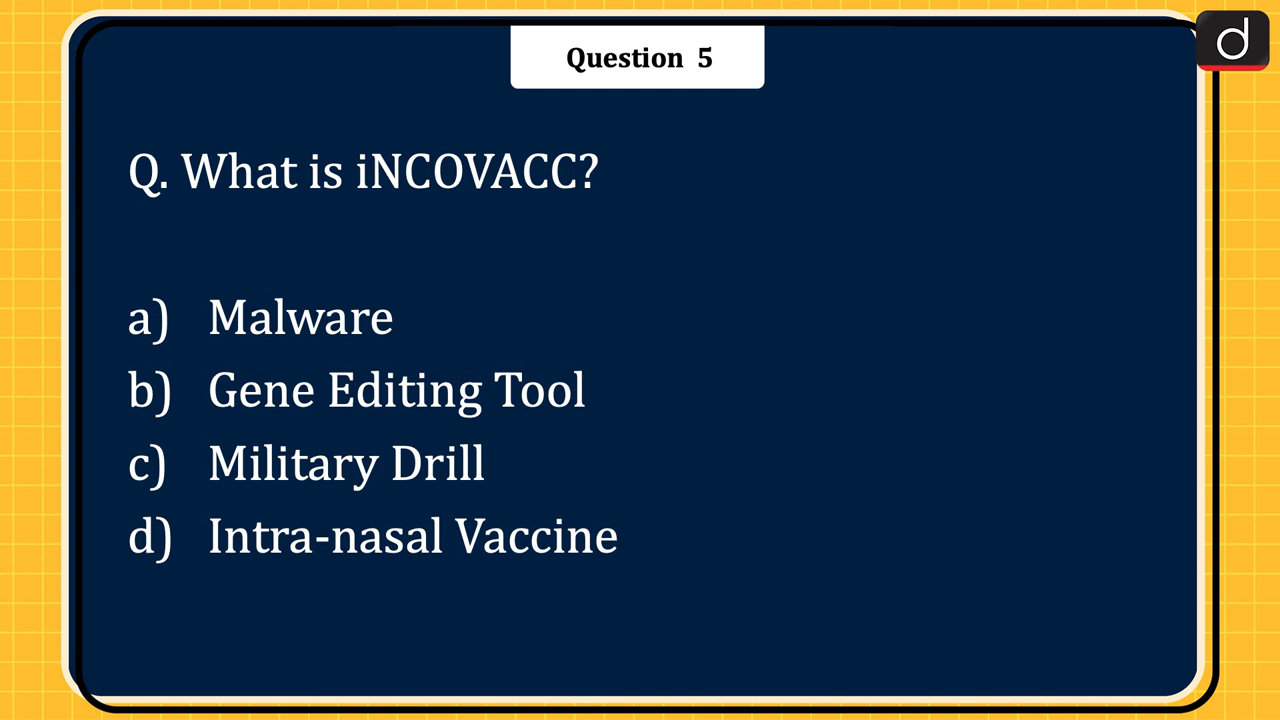 Question 5
d
Q. What is iNCOVACC?
a) Malware
b) Gene Editing Tool
c) Military Drill
d) Intra-nasal Vaccine